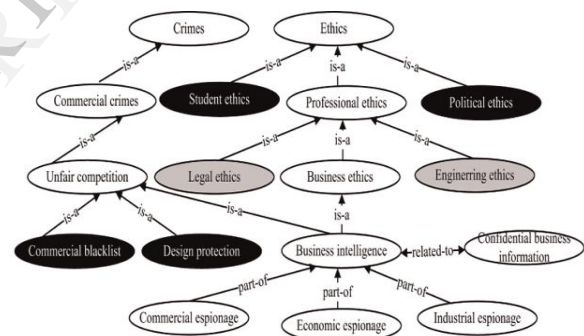 Crimes
Ethics
is-a
is-a
is-a
is-a
Commercial crimes
Student ethics
Professional ethics
Political ethics
is-a
is-a
is-a
is-a
Unfair competition
Legal ethics
Business ethics
Enginerring ethics
is-a
is-a
is-a
is-a
Commercial blacklist
Design protection
Business intelligence
related-to
Confidential business
information
part-of
part-of
part-of
Commercial espionage
Economic espionage
Industrial espionage